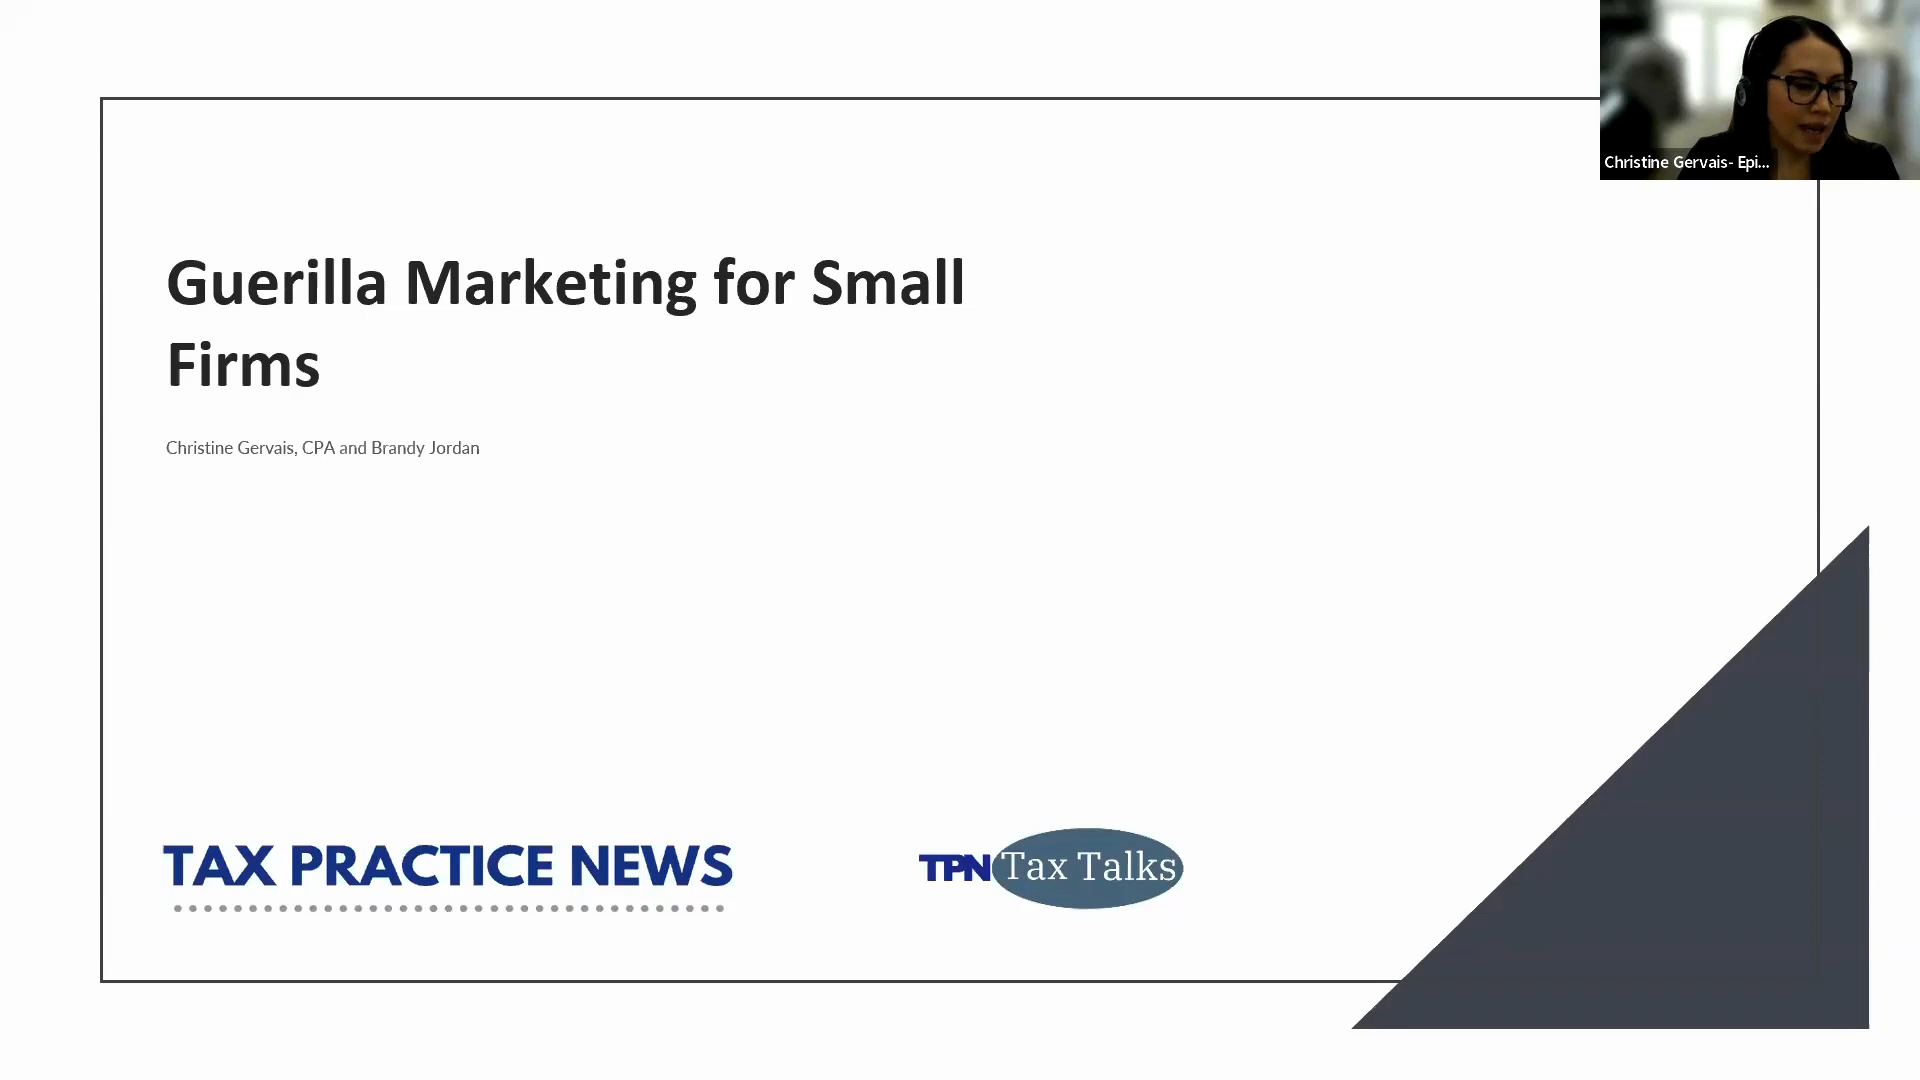 Christine Gervais- Epi...
Guerilla Marketing for Small
Firms
Christine Gervais, CPA and Brandy Jordan
TAX PRACTICE NEWS
TPN Tax Talks